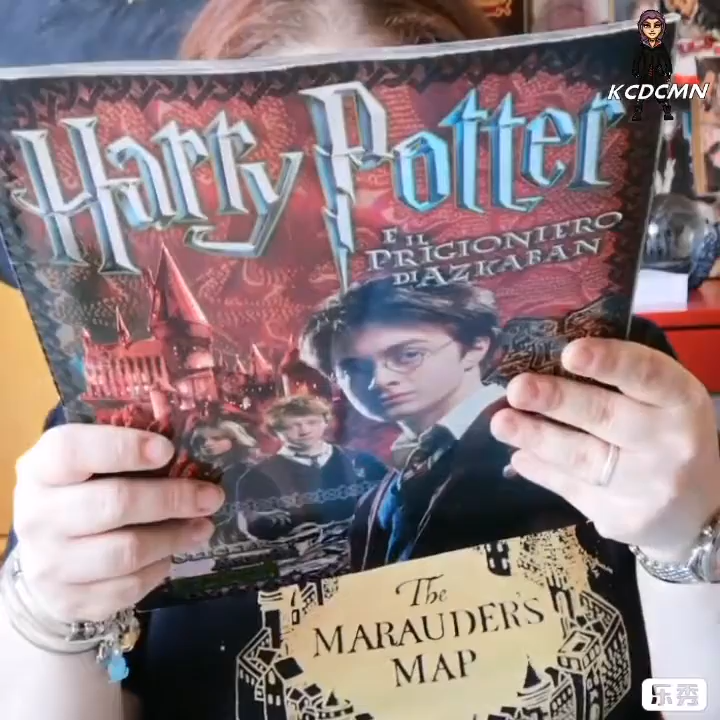 KCDCMN
Harry Potter
E IL
PRIGIONIERO
DI AZKABAN
The
MARAUDER'S
MAP
乐秀